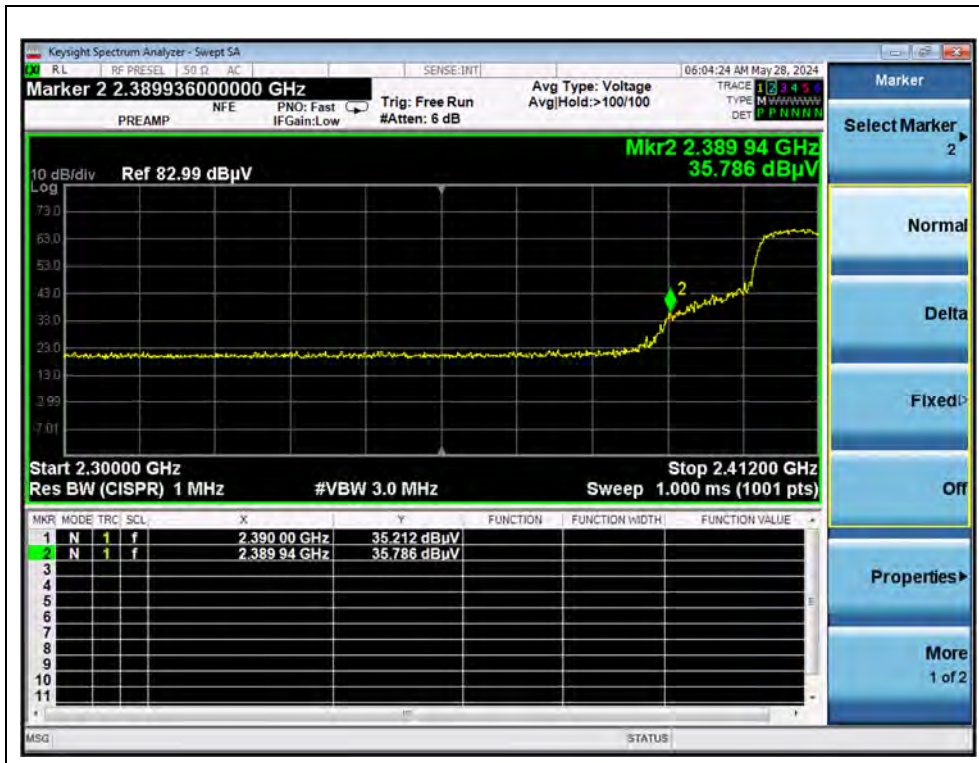 Keysight Spectrum Analyzer - Swept SA
LXI RL RF PRESEL 50 Ω AC SENSE:INT 06:04:24 AM May 28, 2024
Marker 2 2.389936000000 GHz
NFE
PREAMP
PNO: Fast
IFGain:Low
Trig: Free Run
#Atten: 6 dB
Avg Type: Voltage
Avg|Hold:>100/100
TRACE 1 2 3 4 5 6
TYPE M W W W W W
DET P P N N N N
Mkr2 2.389 94 GHz
35.786 dBµV
10 dB/div Ref 82.99 dBµV
Log
73.0
63.0
53.0
43.0
33.0
23.0
13.0
2.99
-7.01
2
Start 2.30000 GHz Stop 2.41200 GHz
Res BW (CISPR) 1 MHz #VBW 3.0 MHz Sweep 1.000 ms (1001 pts)
MKR MODE TRC SCL X Y FUNCTION FUNCTION WIDTH FUNCTION VALUE
1 N 1 f 2.390 00 GHz 35.212 dBµV
2 N 1 f 2.389 94 GHz 35.786 dBµV
3
4
5
6
7
8
9
10
11
MSG STATUS
Marker
Select Marker
2
Normal
Delta
Fixed
Off
Properties
More
1 of 2